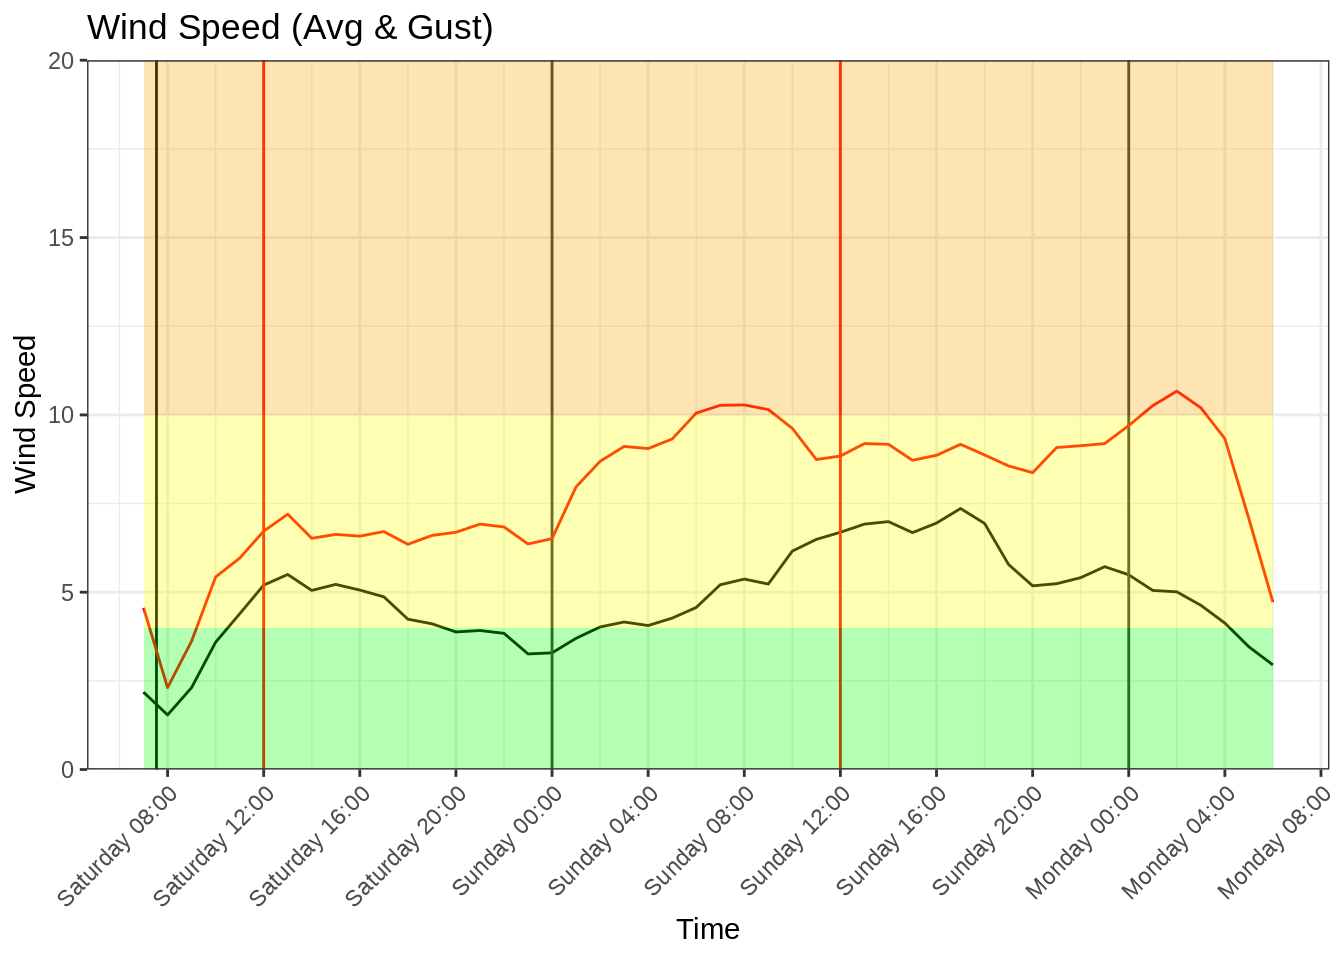 Wind Speed (Avg & Gust)
Wind Speed
20
15
10
5
0
Saturday 08:00
Saturday 12:00
Saturday 16:00
Saturday 20:00
Sunday 00:00
Sunday 04:00
Sunday 08:00
Sunday 12:00
Sunday 16:00
Sunday 20:00
Monday 00:00
Monday 04:00
Monday 08:00
Time